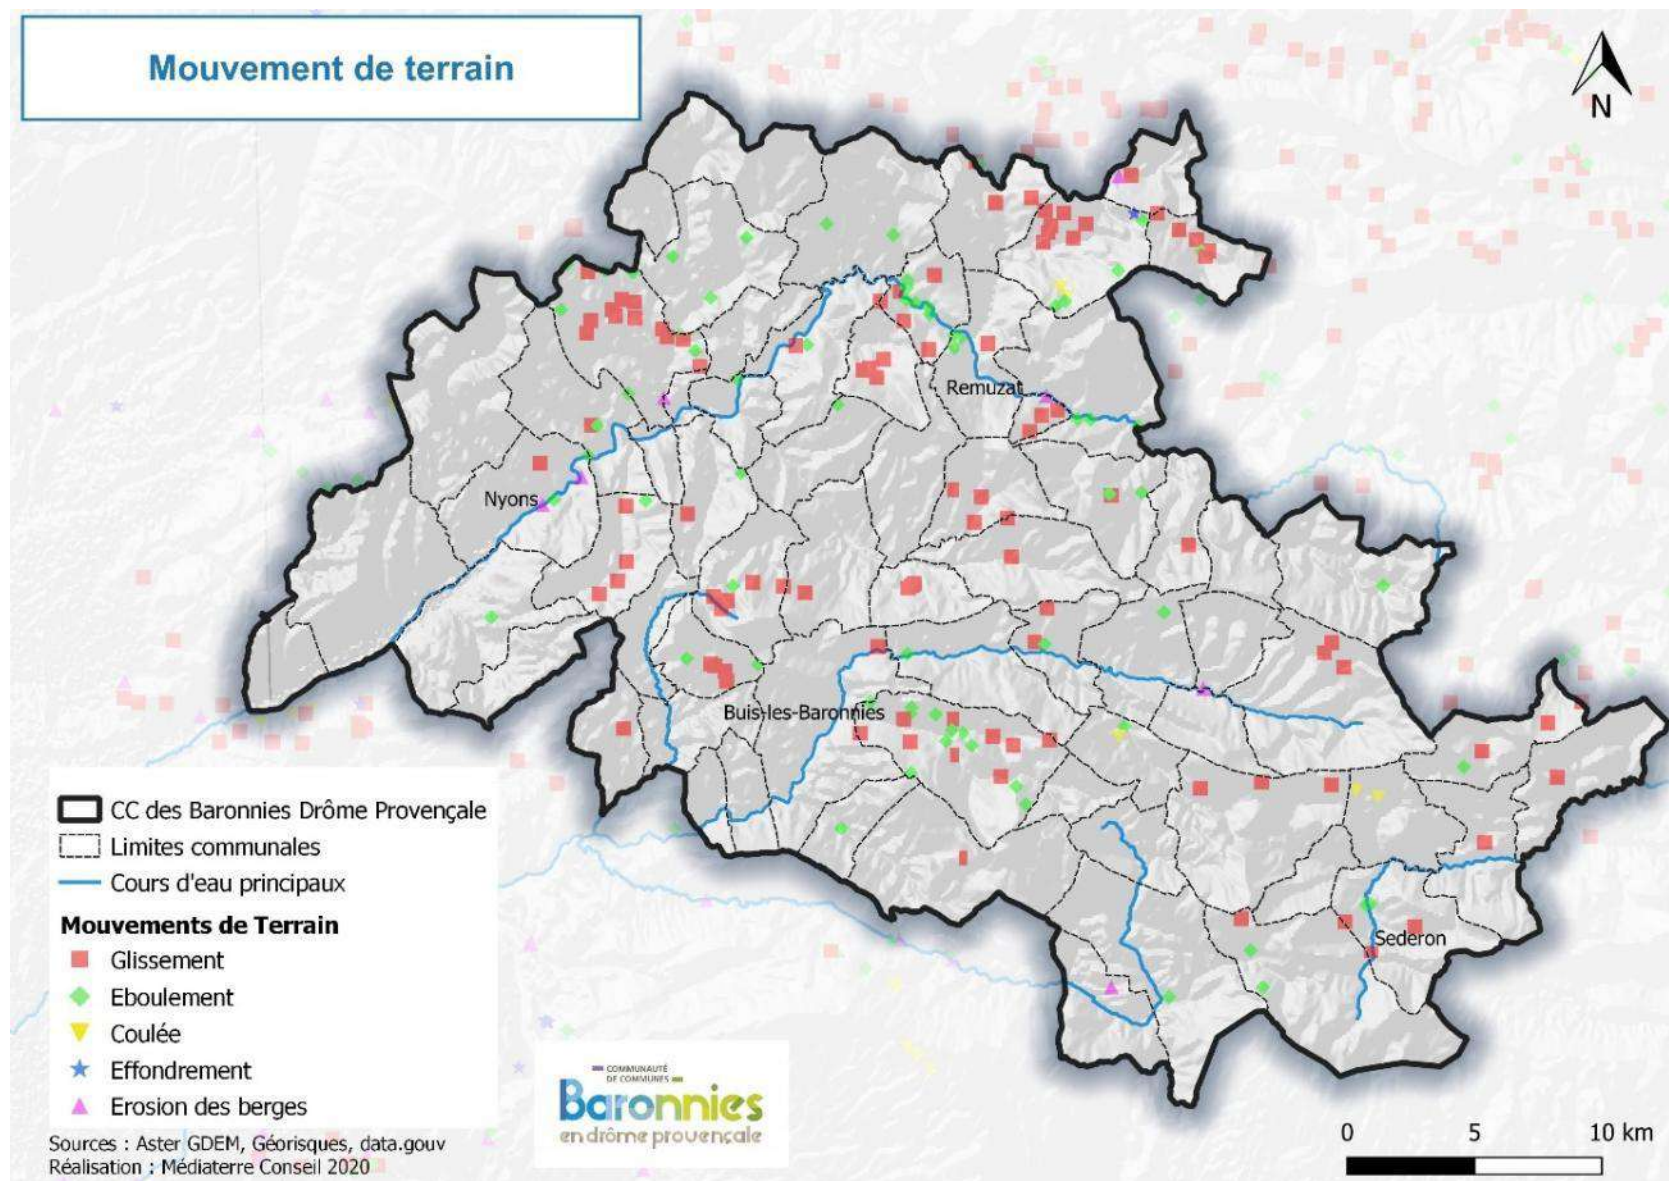 Mouvement de terrain
N
Remuzat
Nyons
Buis-les-Baronnies
Sederon
CC des Baronnies Drôme Provençale
Limites communales
Cours d'eau principaux
Mouvements de Terrain
Glissement
Eboulement
Coulée
Effondrement
Erosion des berges
Sources : Aster GDEM, Géorisques, data.gouv
Réalisation : Médiaterre Conseil 2020
COMMUNAUTÉ
DE COMMUNES
Baronnies
en drôme provençale
0 5 10 km